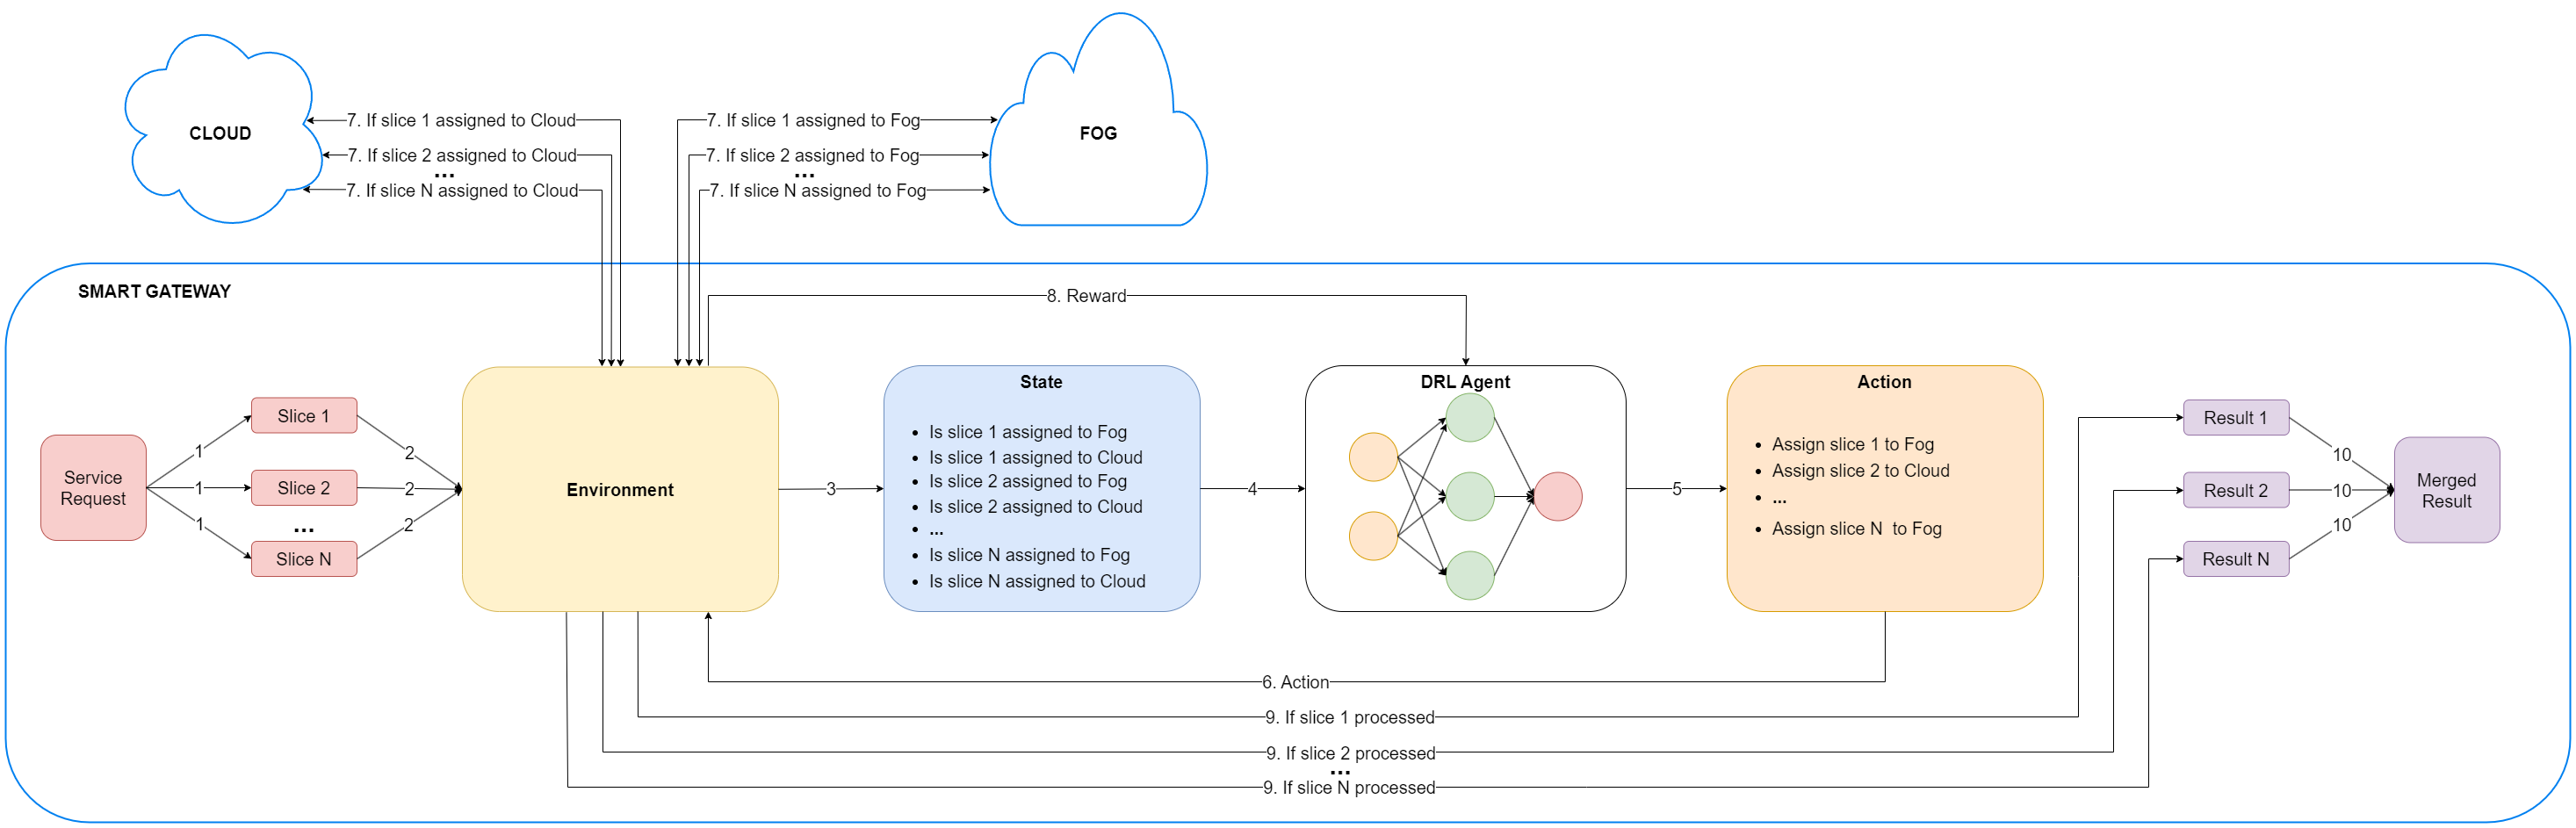 CLOUD
7. If slice 1 assigned to Cloud
7. If slice 2 assigned to Cloud
...
7. If slice N assigned to Cloud
7. If slice 1 assigned to Fog
7. If slice 2 assigned to Fog
...
7. If slice N assigned to Fog
FOG
SMART GATEWAY
8. Reward
Service
Request
1
1
1
Slice 1
Slice 2
...
Slice N
2
2
2
Environment
3
State
• Is slice 1 assigned to Fog
• Is slice 1 assigned to Cloud
• Is slice 2 assigned to Fog
• Is slice 2 assigned to Cloud
• ...
• Is slice N assigned to Fog
• Is slice N assigned to Cloud
4
DRL Agent
5
Action
• Assign slice 1 to Fog
• Assign slice 2 to Cloud
• ...
• Assign slice N to Fog
Result 1
Result 2
Result N
10
10
10
Merged
Result
6. Action
9. If slice 1 processed
9. If slice 2 processed
...
9. If slice N processed